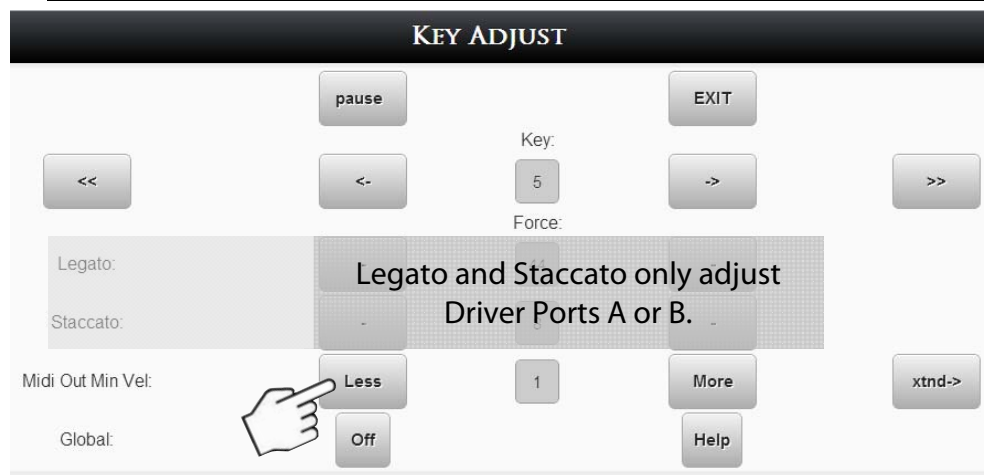 KEY ADJUST
pause EXIT
Key:
<< <- 5 -> >>
Force:
Legato: -
Legato and Staccato only adjust
Driver Ports A or B.
Staccato: - -
Midi Out Min Vel: Less 1 More xtnd->
Global: Off Help